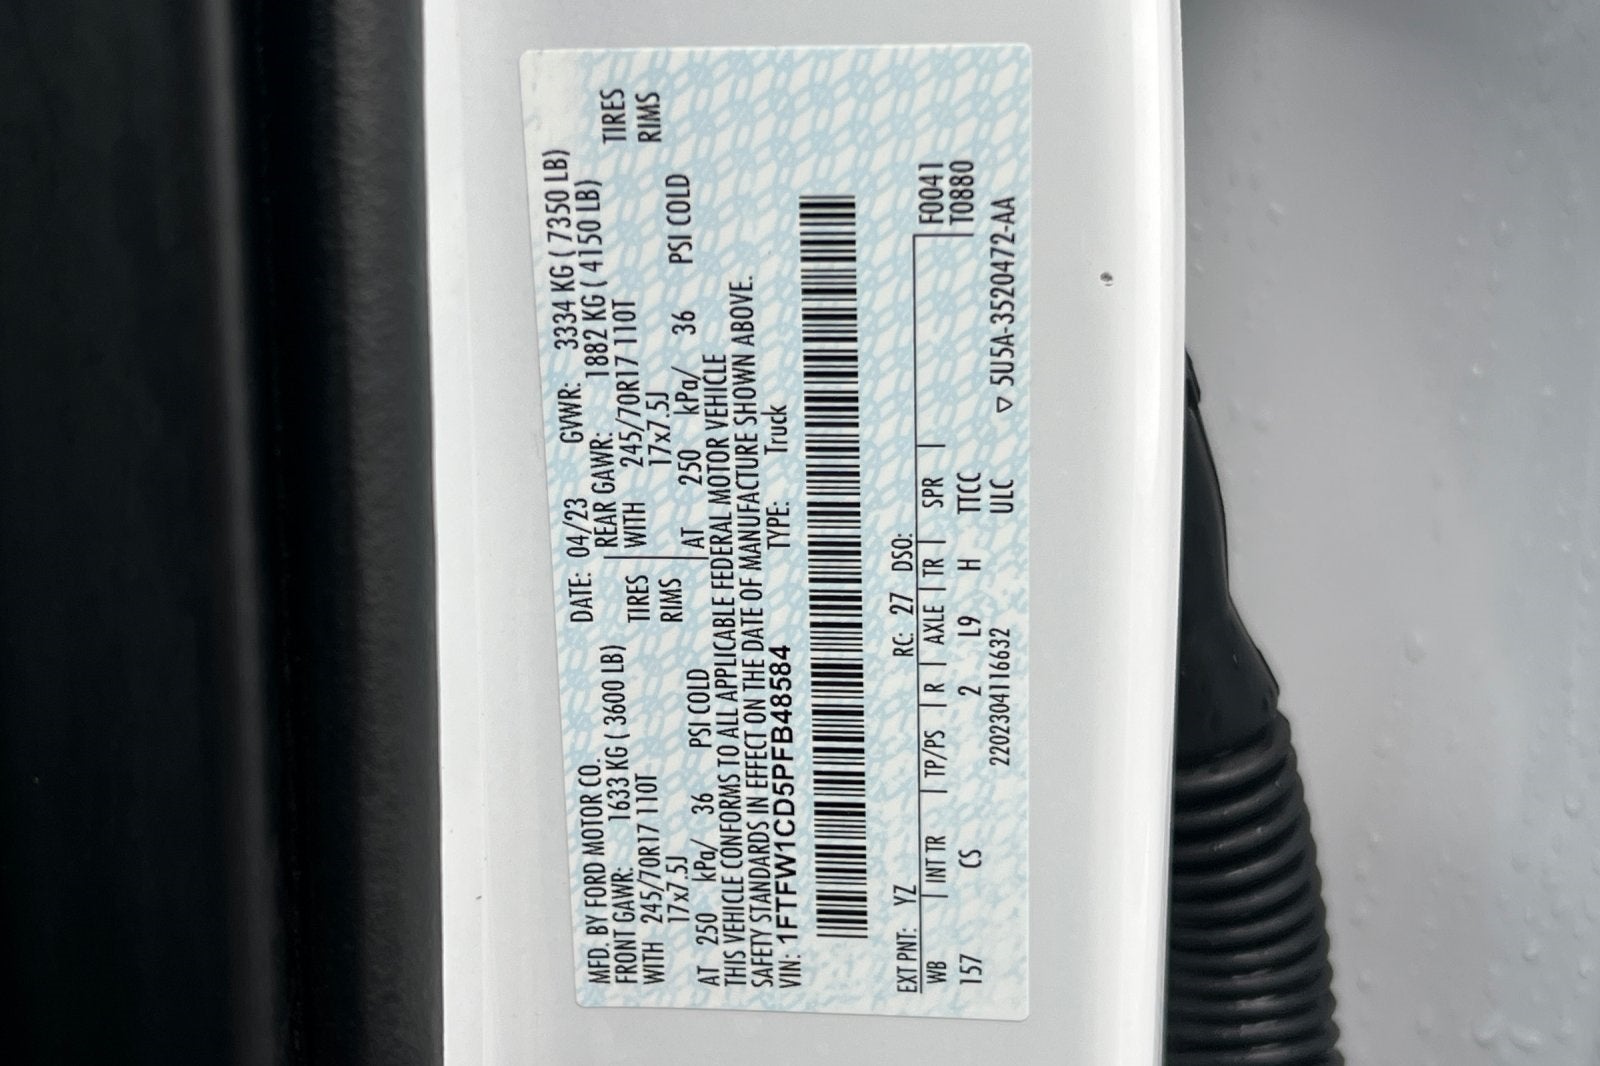 MFD. BY FORD MOTOR CO. DATE: 04/23 GVWR: 3334 KG ( 7350 LB)
FRONT GAWR: 1633 KG ( 3600 LB) REAR GAWR: 1882 KG ( 4150 LB)
WITH 245/70R17 110T TIRES WITH 245/70R17 110T TIRES
17x7.5J RIMS 17x7.5J RIMS
AT 250 kPa/ 36 PSI COLD AT 250 kPa/ 36 PSI COLD
THIS VEHICLE CONFORMS TO ALL APPLICABLE FEDERAL MOTOR VEHICLE
SAFETY STANDARDS IN EFFECT ON THE DATE OF MANUFACTURE SHOWN ABOVE.
VIN: 1FTFW1CD5PFB48584 TYPE: Truck
EXT PNT: YZ RC: 27 DSO: F0041
WB INT TR TP/PS R AXLE TR SPR T0880
157 CS 2 L9 H TTCC
2202304116632 ULC ▽ 5U5A-3520472-AA